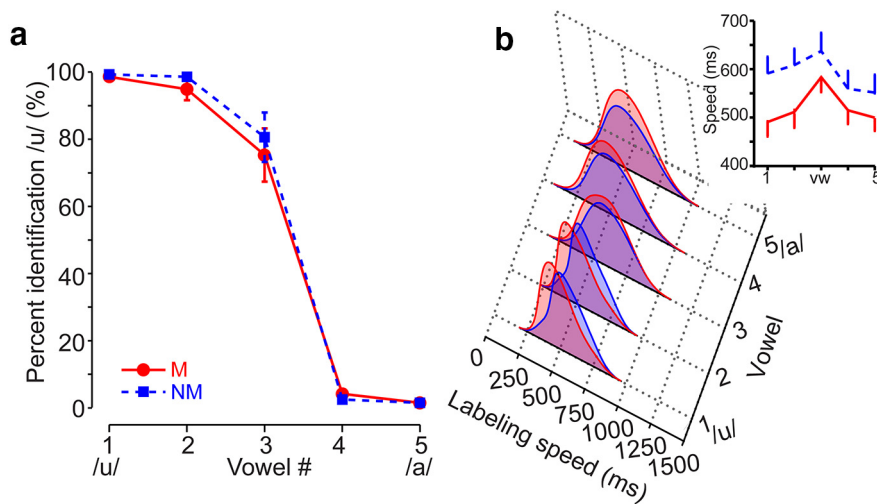 a
Percent identification /u/ (%)
100
80
60
40
20
0
M
NM
1 2 3 4 5
/u/ Vowel # /a/
b
Speed (ms)
700
600
500
400
1 vw 5
0 250 500 750 1000 1250 1500
Labeling speed (ms)
5 /a/
4
3
2
1 /u/
Vowel